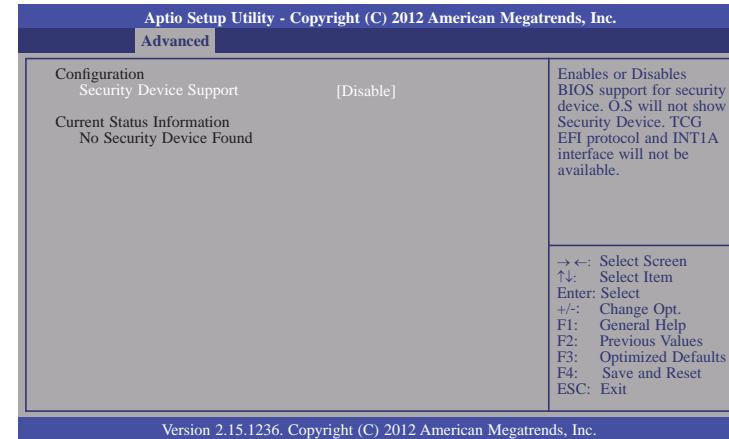 Aptio Setup Utility - Copyright (C) 2012 American Megatrends, Inc.
Advanced
Configuration
Security Device Support [Disable]
Current Status Information
No Security Device Found
Enables or Disables
BIOS support for security
device. O.S will not show
Security Device. TCG
EFI protocol and INT1A
interface will not be
available.
→ ←: Select Screen
↑↓: Select Item
Enter: Select
+/-: Change Opt.
F1: General Help
F2: Previous Values
F3: Optimized Defaults
F4: Save and Reset
ESC: Exit
Version 2.15.1236. Copyright (C) 2012 American Megatrends, Inc.